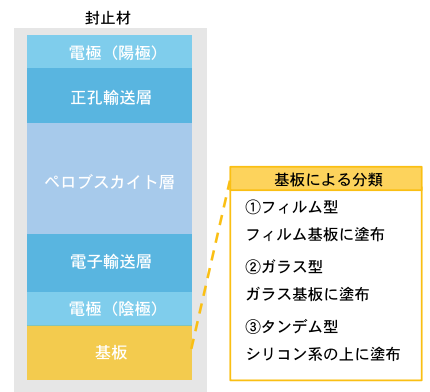 封止材
電極（陽極）
正孔輸送層
ペロブスカイト層
電子輸送層
電極（陰極）
基板
基板による分類
①フィルム型
フィルム基板に塗布
②ガラス型
ガラス基板に塗布
③タンデム型
シリコン系の上に塗布